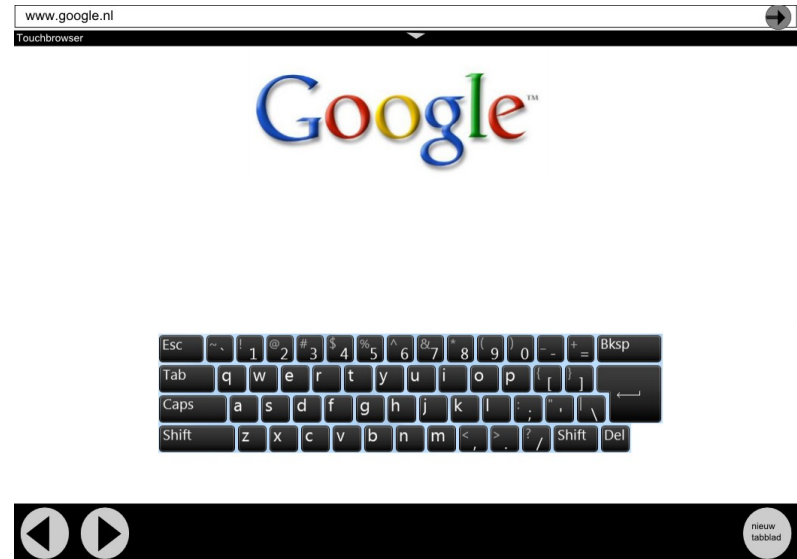 www.google.nl
Touchbrowser
Google™
Esc ~ ` ! 1 @ 2 # 3 $ 4 % 5 ^ 6 & 7 * 8 ( 9 ) 0 _ - + = Bksp
Tab q w e r t y u i o p { [ } ]
Caps a s d f g h j k l : ; " ' | \
Shift z x c v b n m < , > . ? / Shift Del
nieuw
tabblad